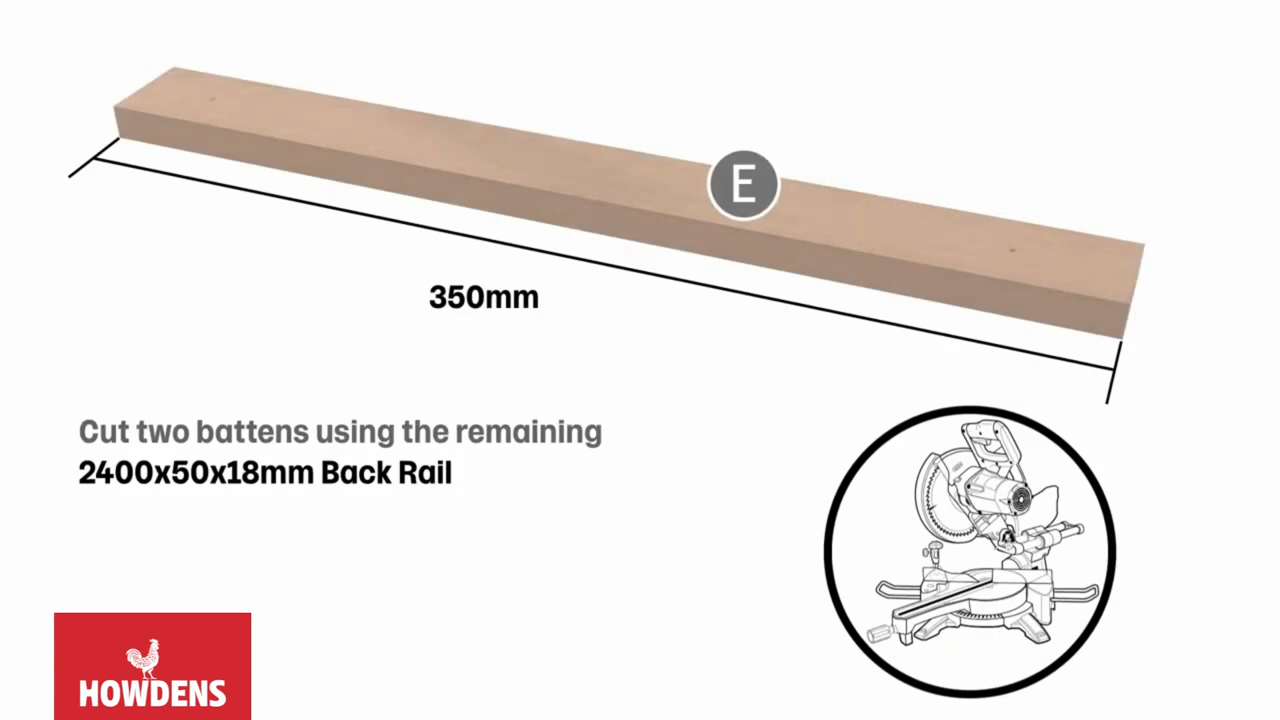 E
350mm
Cut two battens using the remaining
2400x50x18mm Back Rail
HOWDENS